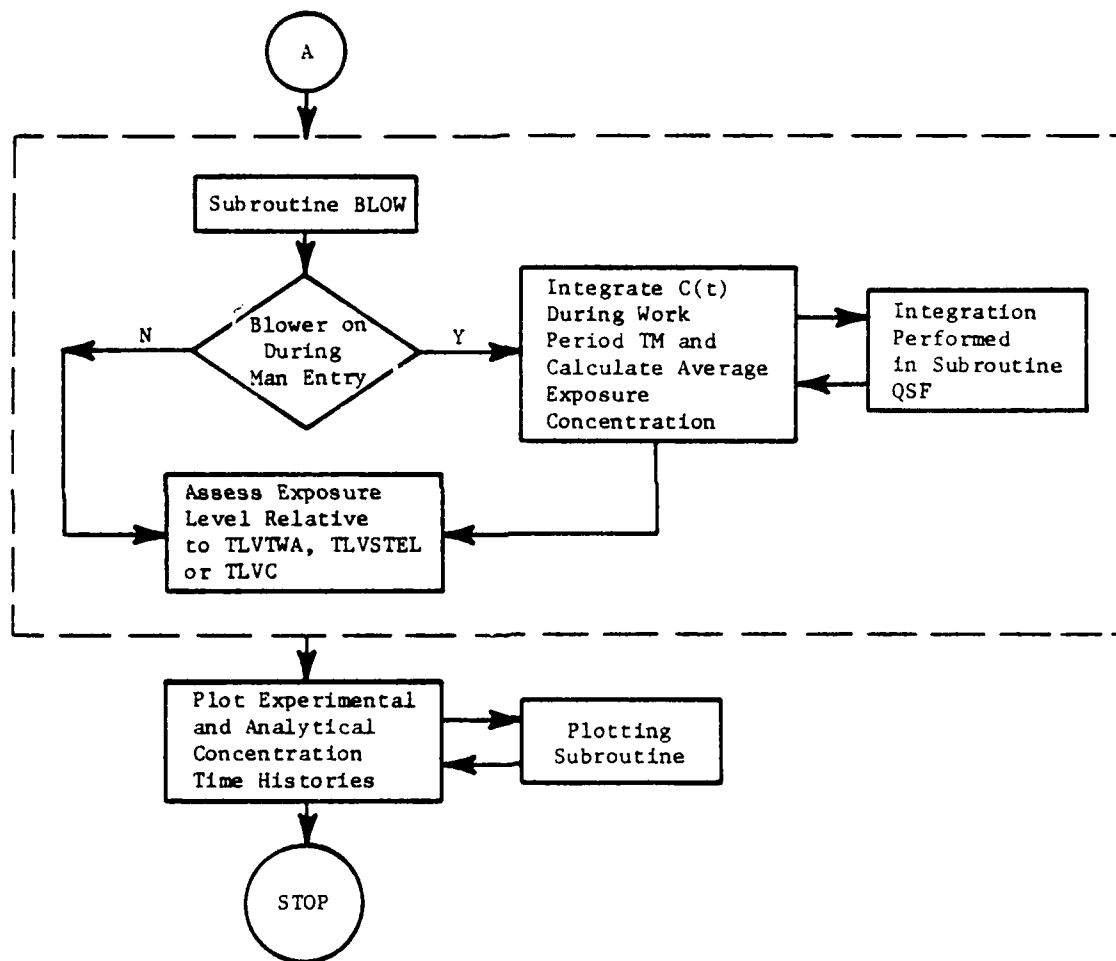 A
Subroutine BLOW
Blower on
During
Man Entry
N
Y
Integrate C(t)
During Work
Period TM and
Calculate Average
Exposure
Concentration
Integration
Performed
in Subroutine
QSF
Assess Exposure
Level Relative
to TLVTWA, TLVSTEL
or TLVC
Plot Experimental
and Analytical
Concentration
Time Histories
Plotting
Subroutine
STOP